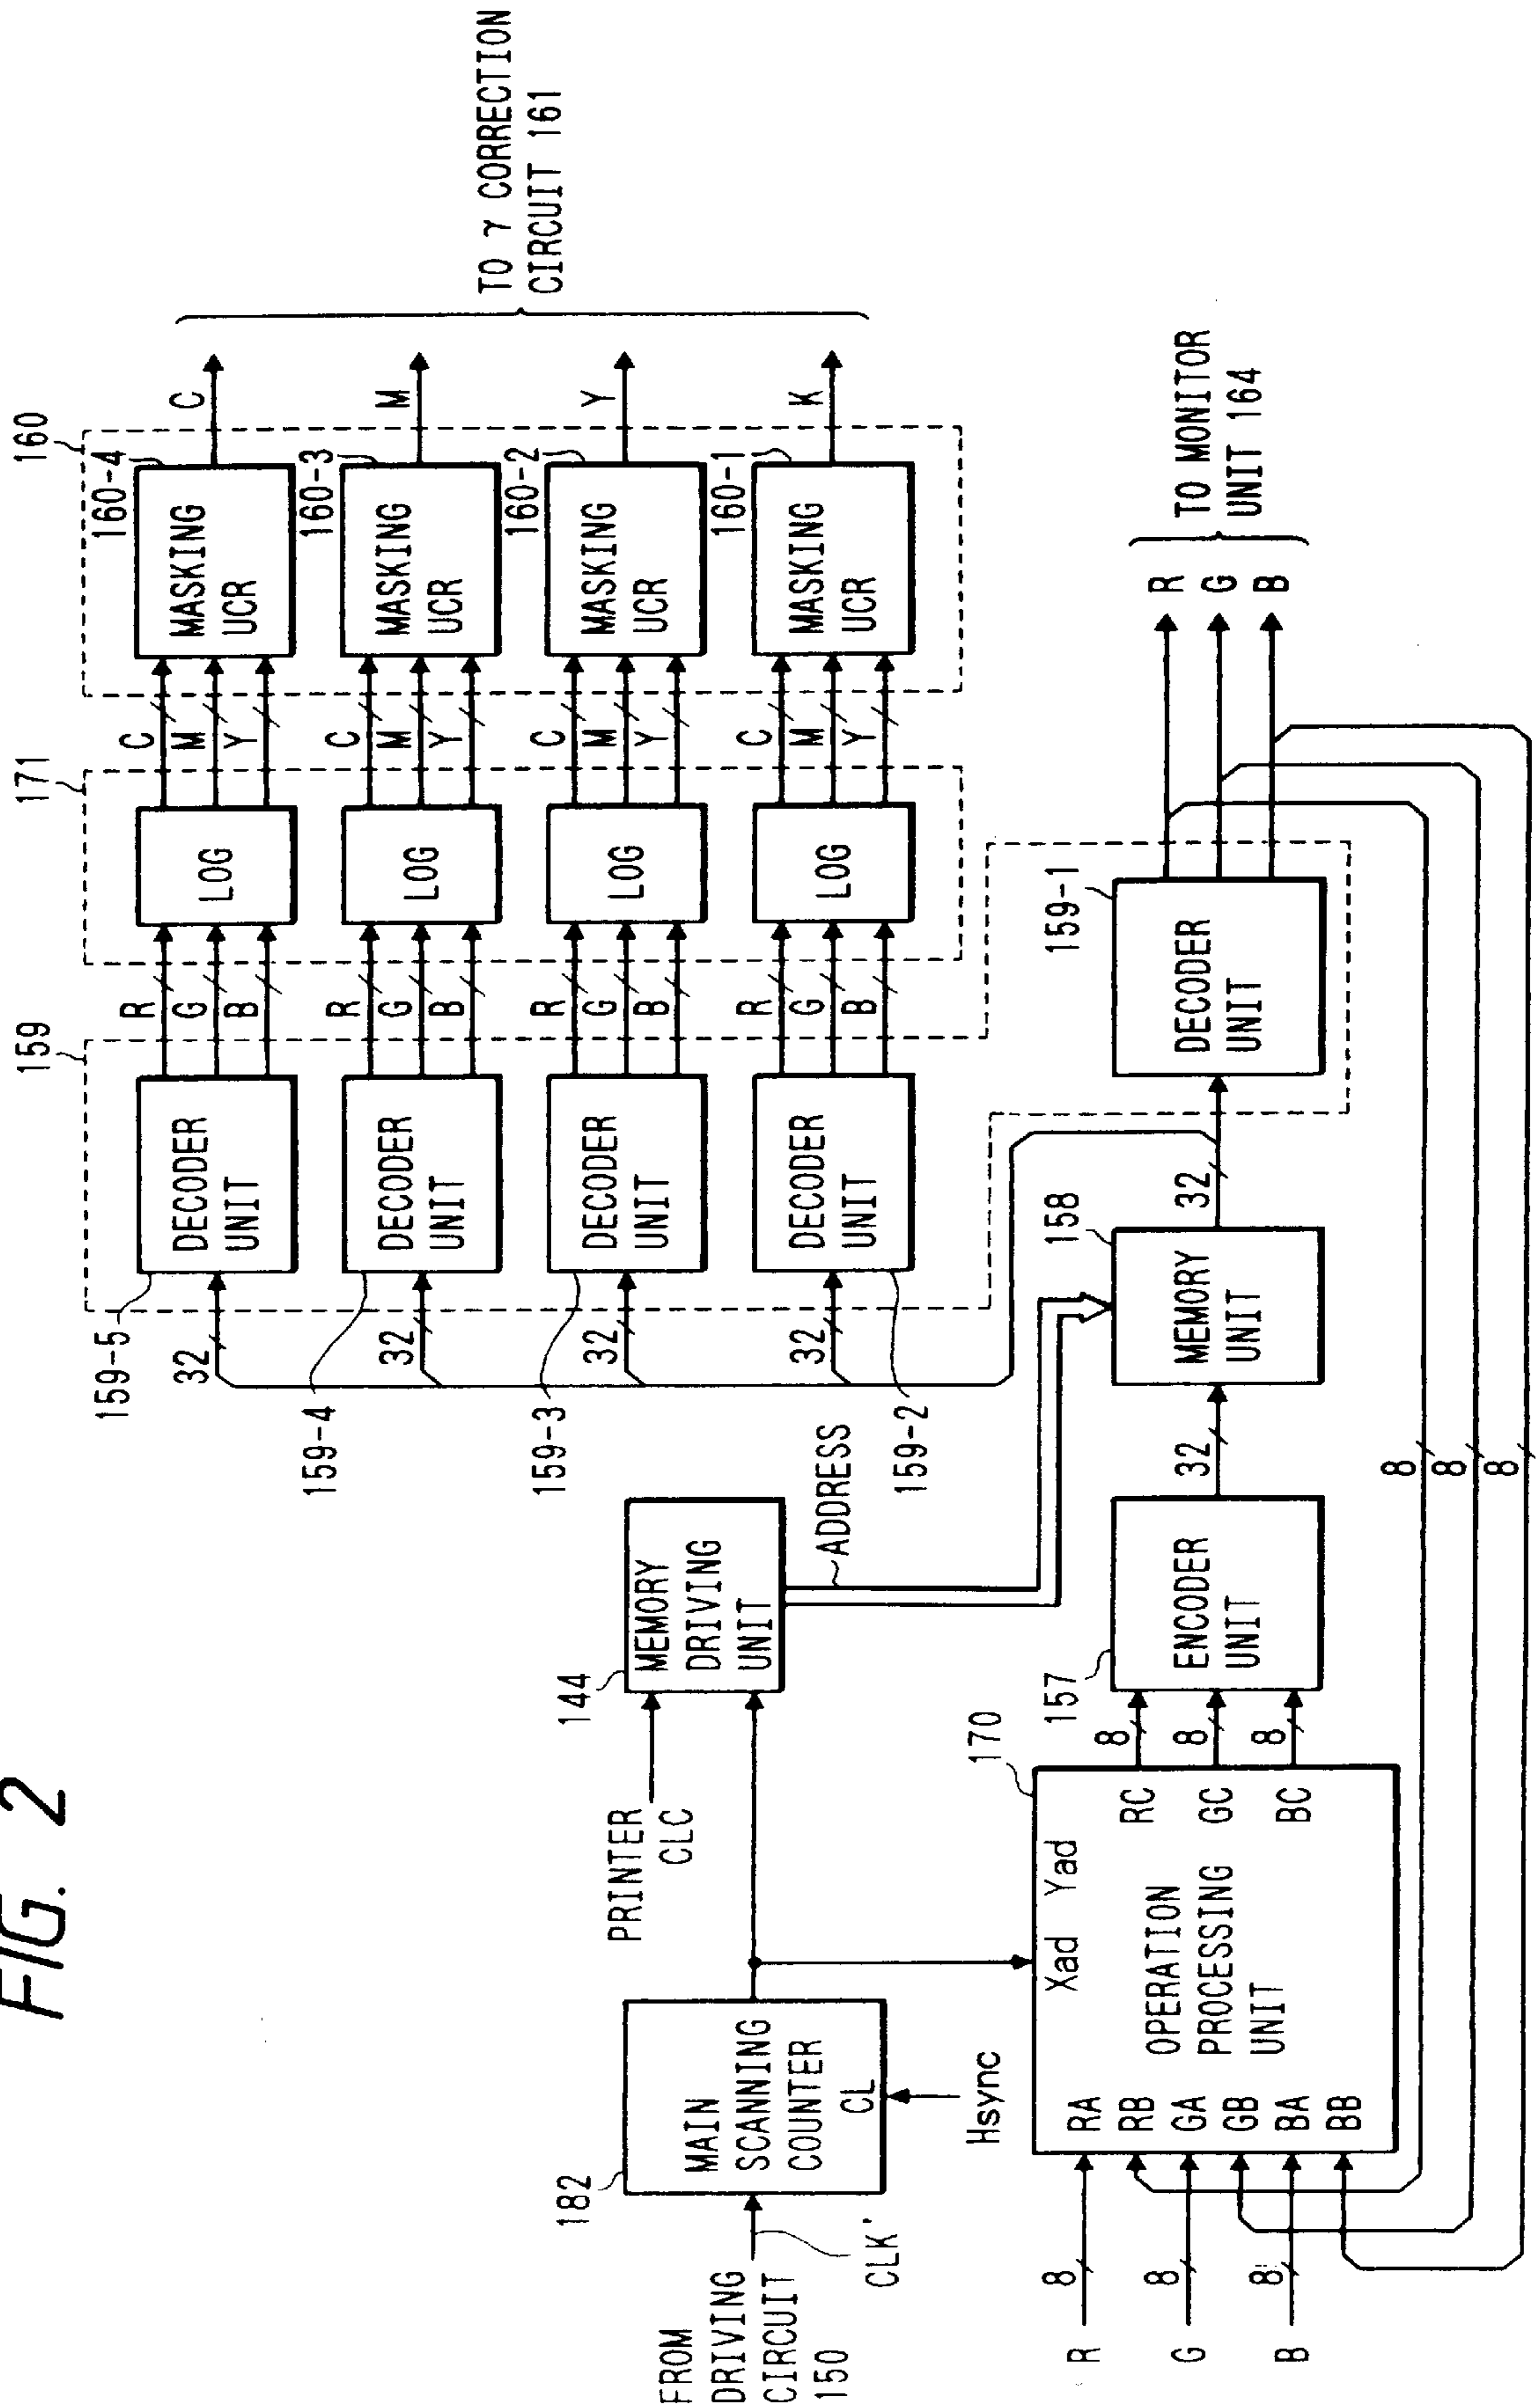 FIG. 2
159
171
160
159-5
32
DECODER
UNIT
R
G
B
LOG
C
M
Y
160-4
MASKING
UCR
C
159-4
32
DECODER
UNIT
R
G
B
LOG
C
M
Y
160-3
MASKING
UCR
M
159-3
32
DECODER
UNIT
R
G
B
LOG
C
M
Y
160-2
MASKING
UCR
Y
159-2
32
DECODER
UNIT
R
G
B
LOG
C
M
Y
160-1
MASKING
UCR
K
TO γ CORRECTION
CIRCUIT 161
FROM
DRIVING
CIRCUIT
150
CLK'
182
MAIN
SCANNING
COUNTER
CL
Hsync
PRINTER
CLC
144
MEMORY
DRIVING
UNIT
ADDRESS
R
8
G
8
B
8
170
Xad Yad
RA
RB
GA
GB
BA
BB
OPERATION
PROCESSING
UNIT
RC
GC
BC
8
8
8
157
ENCODER
UNIT
32
158
MEMORY
UNIT
32
159-1
DECODER
UNIT
R
G
B
TO MONITOR
UNIT 164
8
8
8